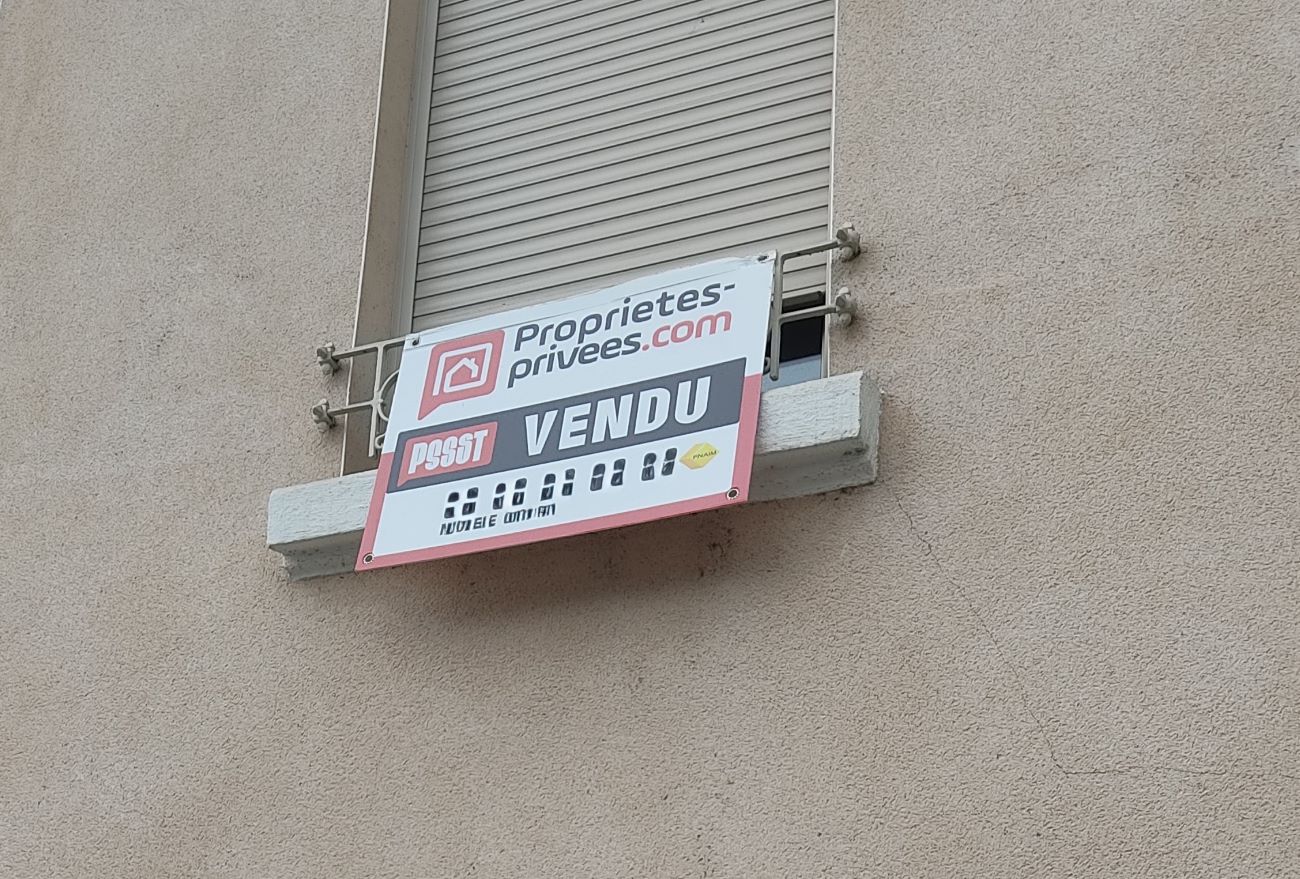 Proprietes-
privees.com
PSSST VENDU
FNAIM